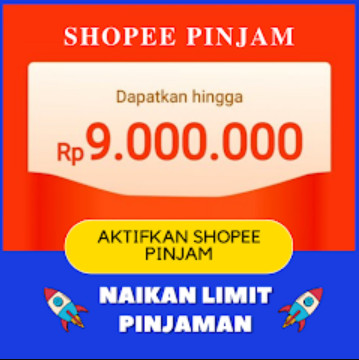 SHOPEE PINJAM
Dapatkan hingga
Rp9.000.000
AKTIFKAN SHOPEE
PINJAM
NAIKAN LIMIT
PINJAMAN